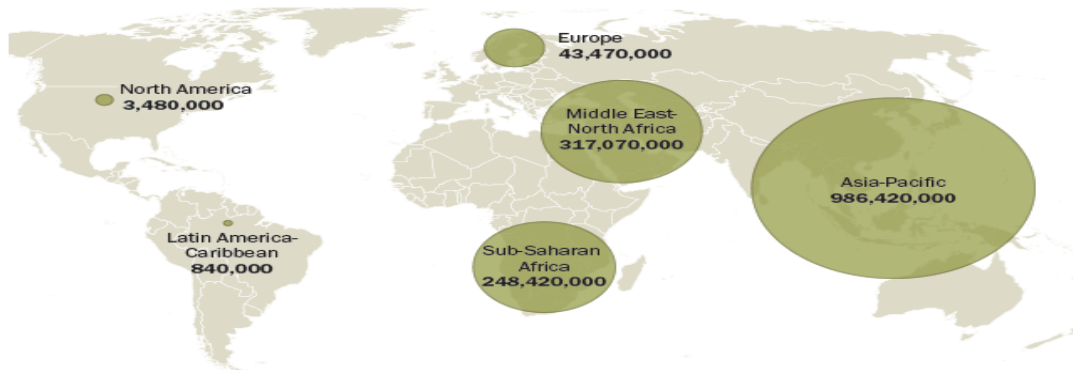 Europe
43,470,000
North America
3,480,000
Middle East-
North Africa
317,070,000
Asia-Pacific
986,420,000
Latin America-
Caribbean
840,000
Sub-Saharan
Africa
248,420,000